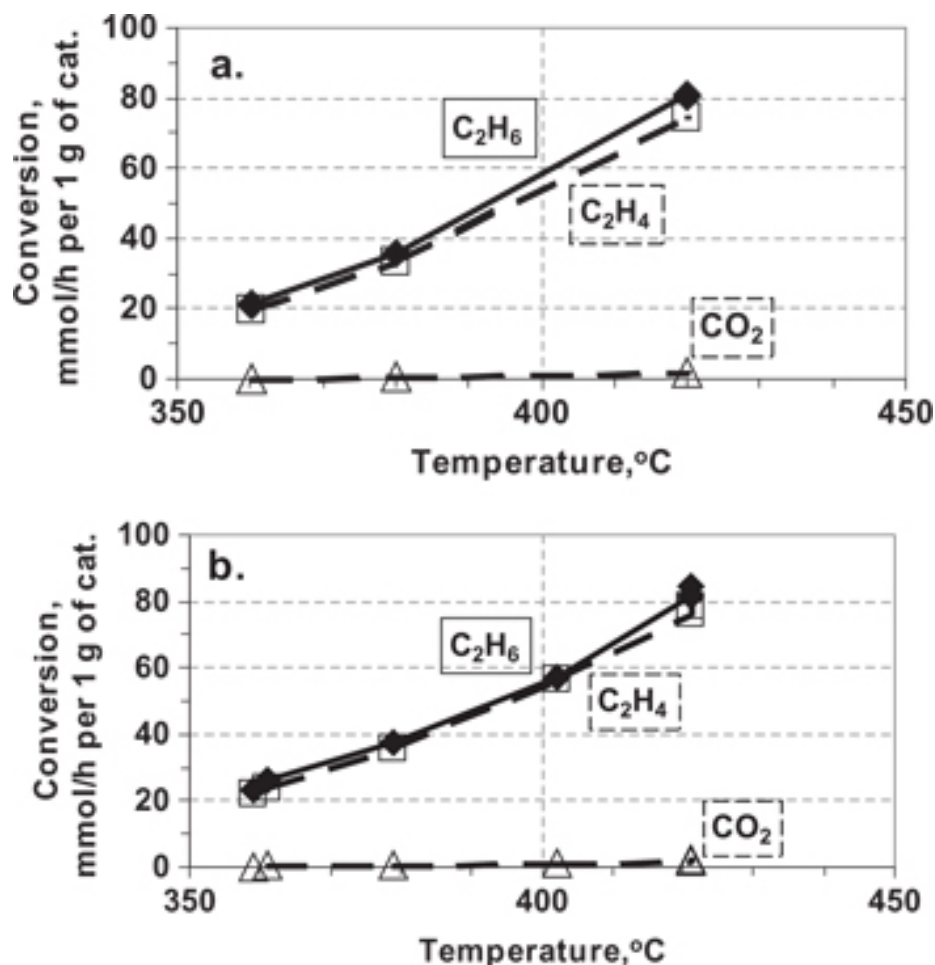 a.
Conversion,
mmol/h per 1 g of cat.
100
80
60
40
20
0
C₂H₆
C₂H₄
CO₂
350
400
450
Temperature,ºC
b.
Conversion,
mmol/h per 1 g of cat.
100
80
60
40
20
0
C₂H₆
C₂H₄
CO₂
350
400
450
Temperature,ºC